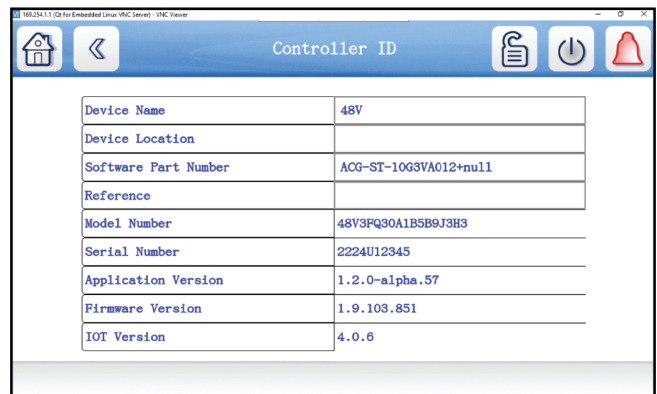 169.254.1.1 (Qt for Embedded Linux VNC Server) - VNC Viewer
Controller ID
Device Name 48V
Device Location
Software Part Number ACG-ST-10G3VA012+null
Reference
Model Number 48V3FQ30A1B5B9J3H3
Serial Number 2224U12345
Application Version 1.2.0-alpha.57
Firmware Version 1.9.103.851
IOT Version 4.0.6